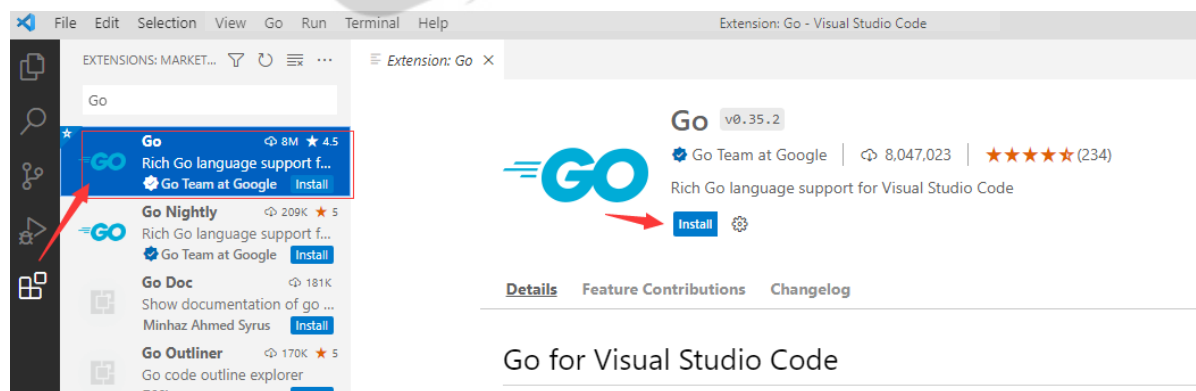 File Edit Selection View Go Run Terminal Help
Extension: Go - Visual Studio Code
EXTENSIONS: MARKET...
Go
Go 8M ★ 4.5
GO
Rich Go language support f...
Go Team at Google Install
Go Nightly 209K ★ 5
GO
Rich Go language support f...
Go Team at Google Install
Go Doc 181K
Show documentation of go ...
Minhaz Ahmed Syrus Install
Go Outliner 170K ★ 5
Go code outline explorer
Extension: Go ×
GO
Go v0.35.2
Go Team at Google | 8,047,023 | ★★★★★(234)
Rich Go language support for Visual Studio Code
Install
Details Feature Contributions Changelog
Go for Visual Studio Code